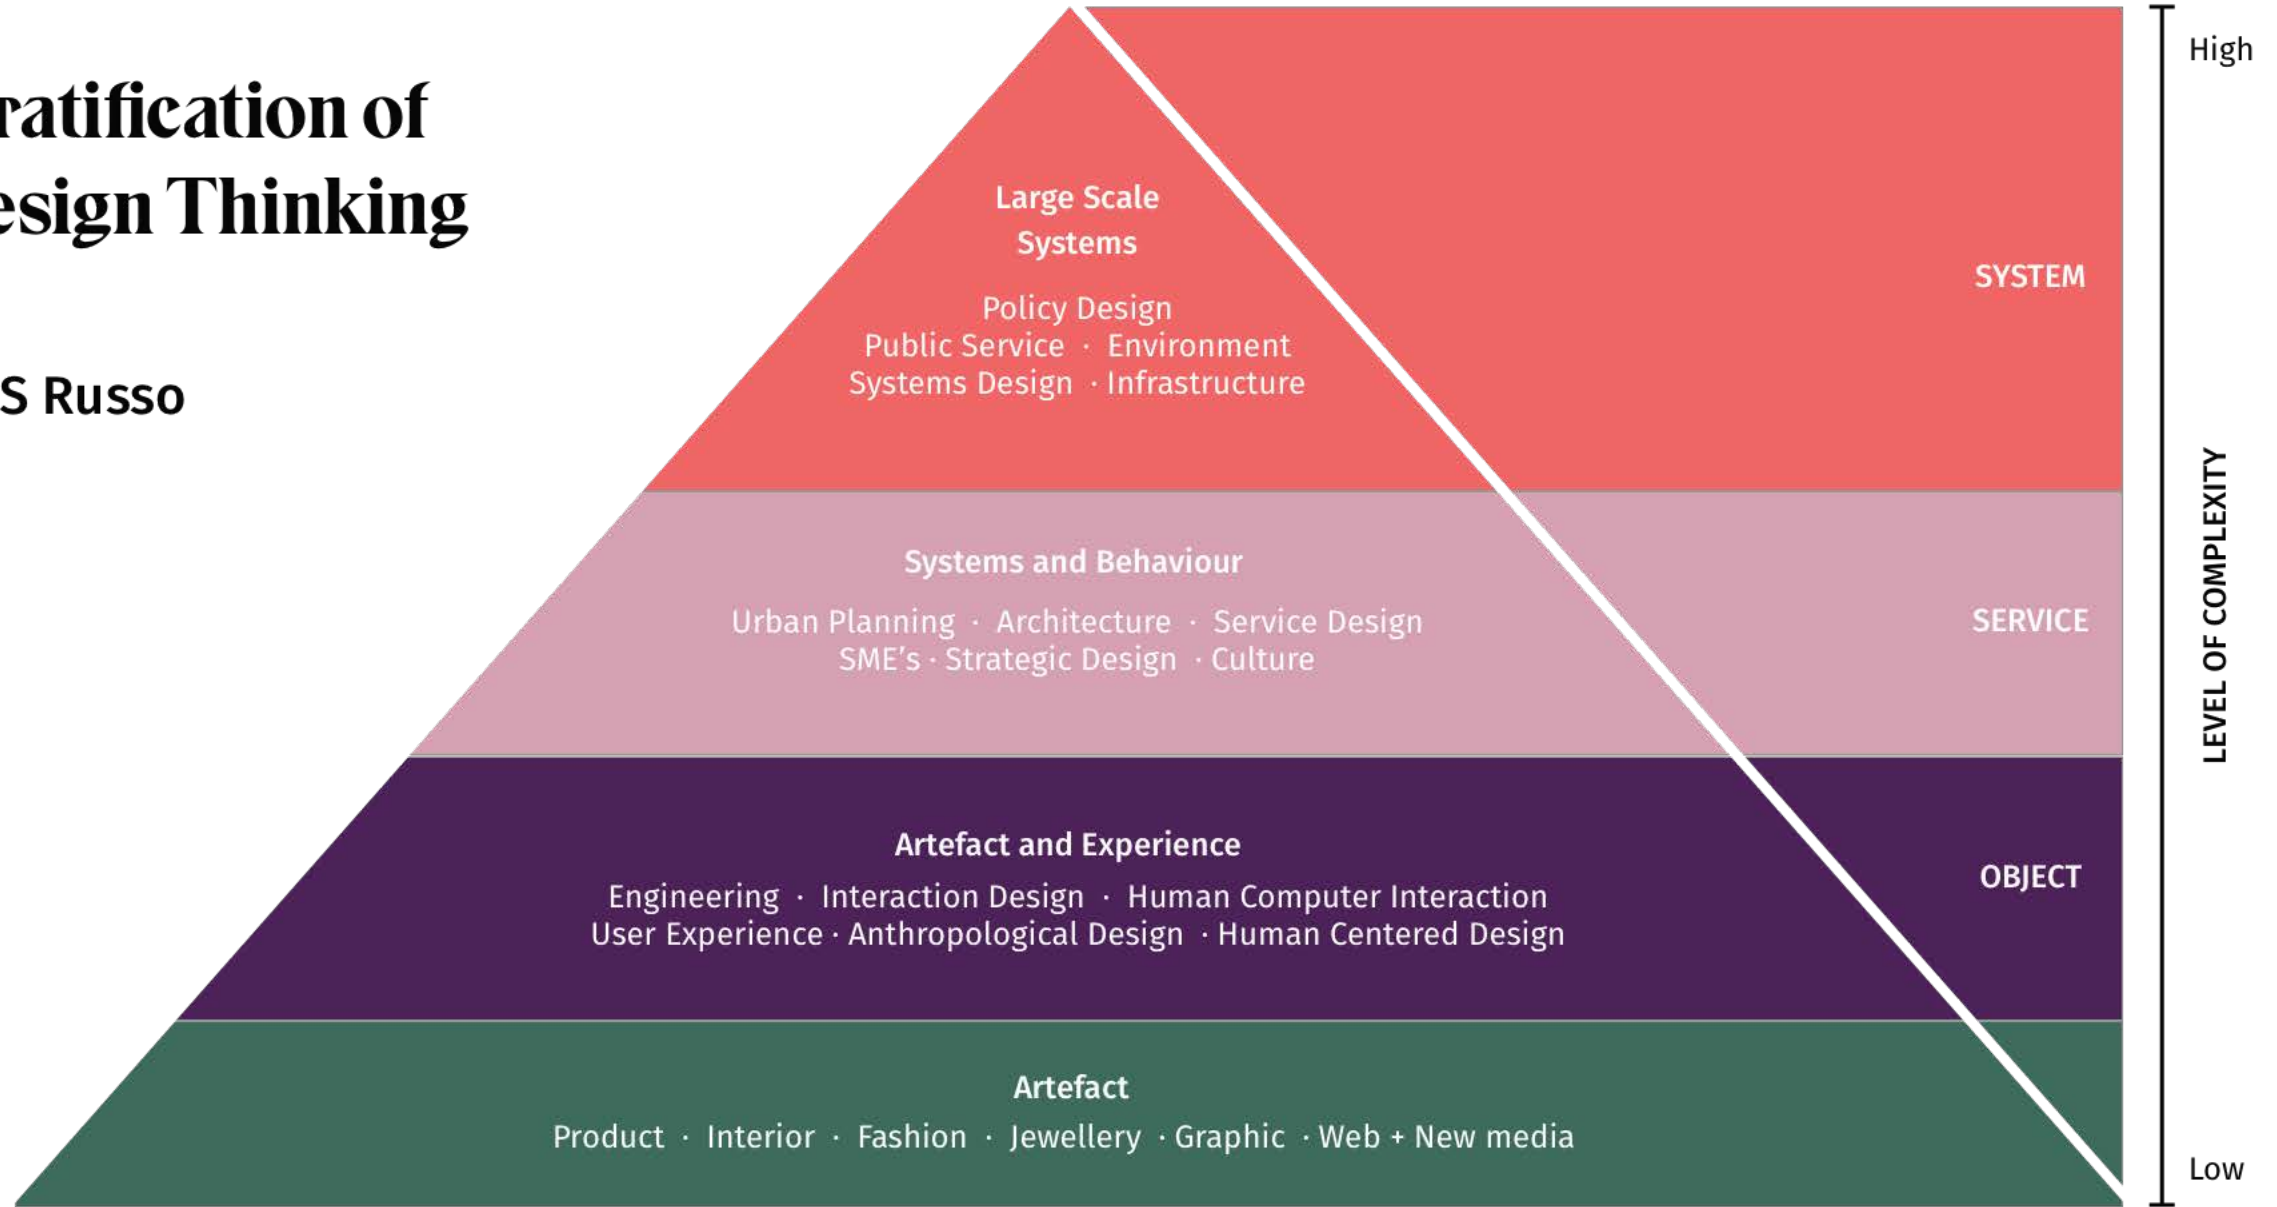 ratification of
esign Thinking
S Russo
Large Scale
Systems
Policy Design
Public Service · Environment
Systems Design · Infrastructure
SYSTEM
Systems and Behaviour
Urban Planning · Architecture · Service Design
SME’s · Strategic Design · Culture
SERVICE
Artefact and Experience
Engineering · Interaction Design · Human Computer Interaction
User Experience · Anthropological Design · Human Centered Design
OBJECT
Artefact
Product · Interior · Fashion · Jewellery · Graphic · Web + New media
High
LEVEL OF COMPLEXITY
Low